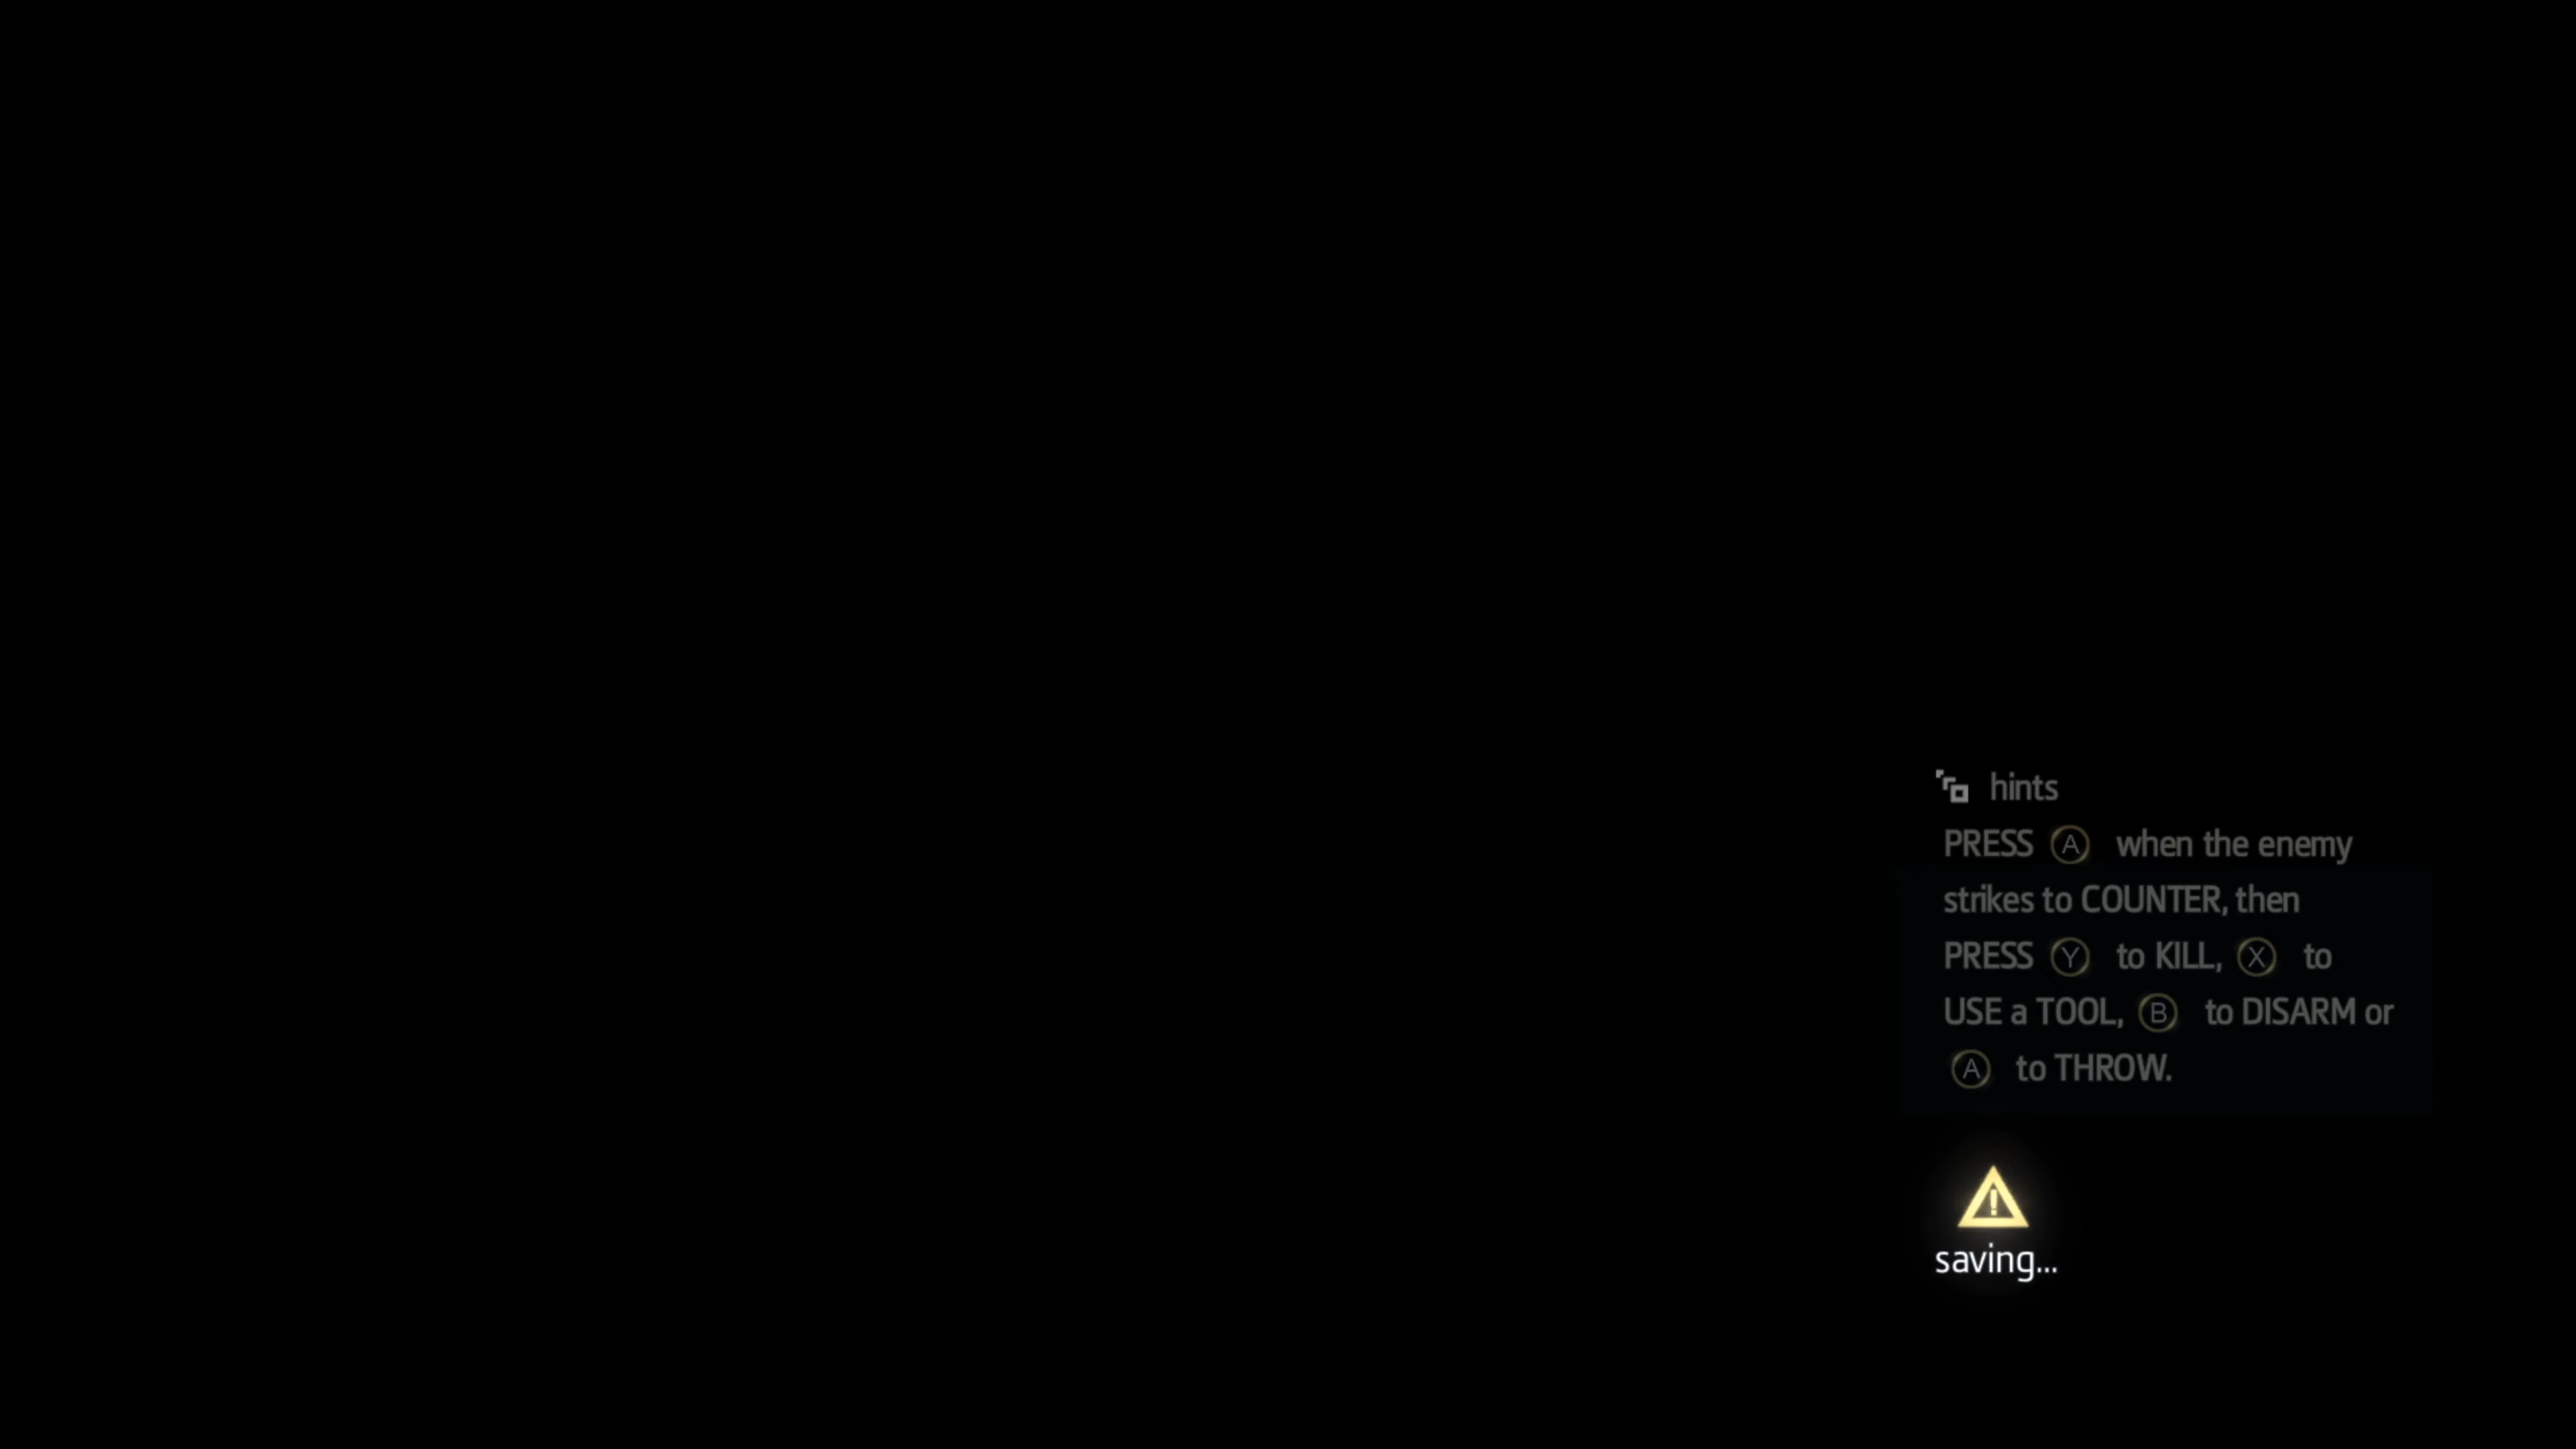 hints
PRESS A when the enemy
strikes to COUNTER, then
PRESS Y to KILL, X to
USE a TOOL, B to DISARM or
A to THROW.
saving...